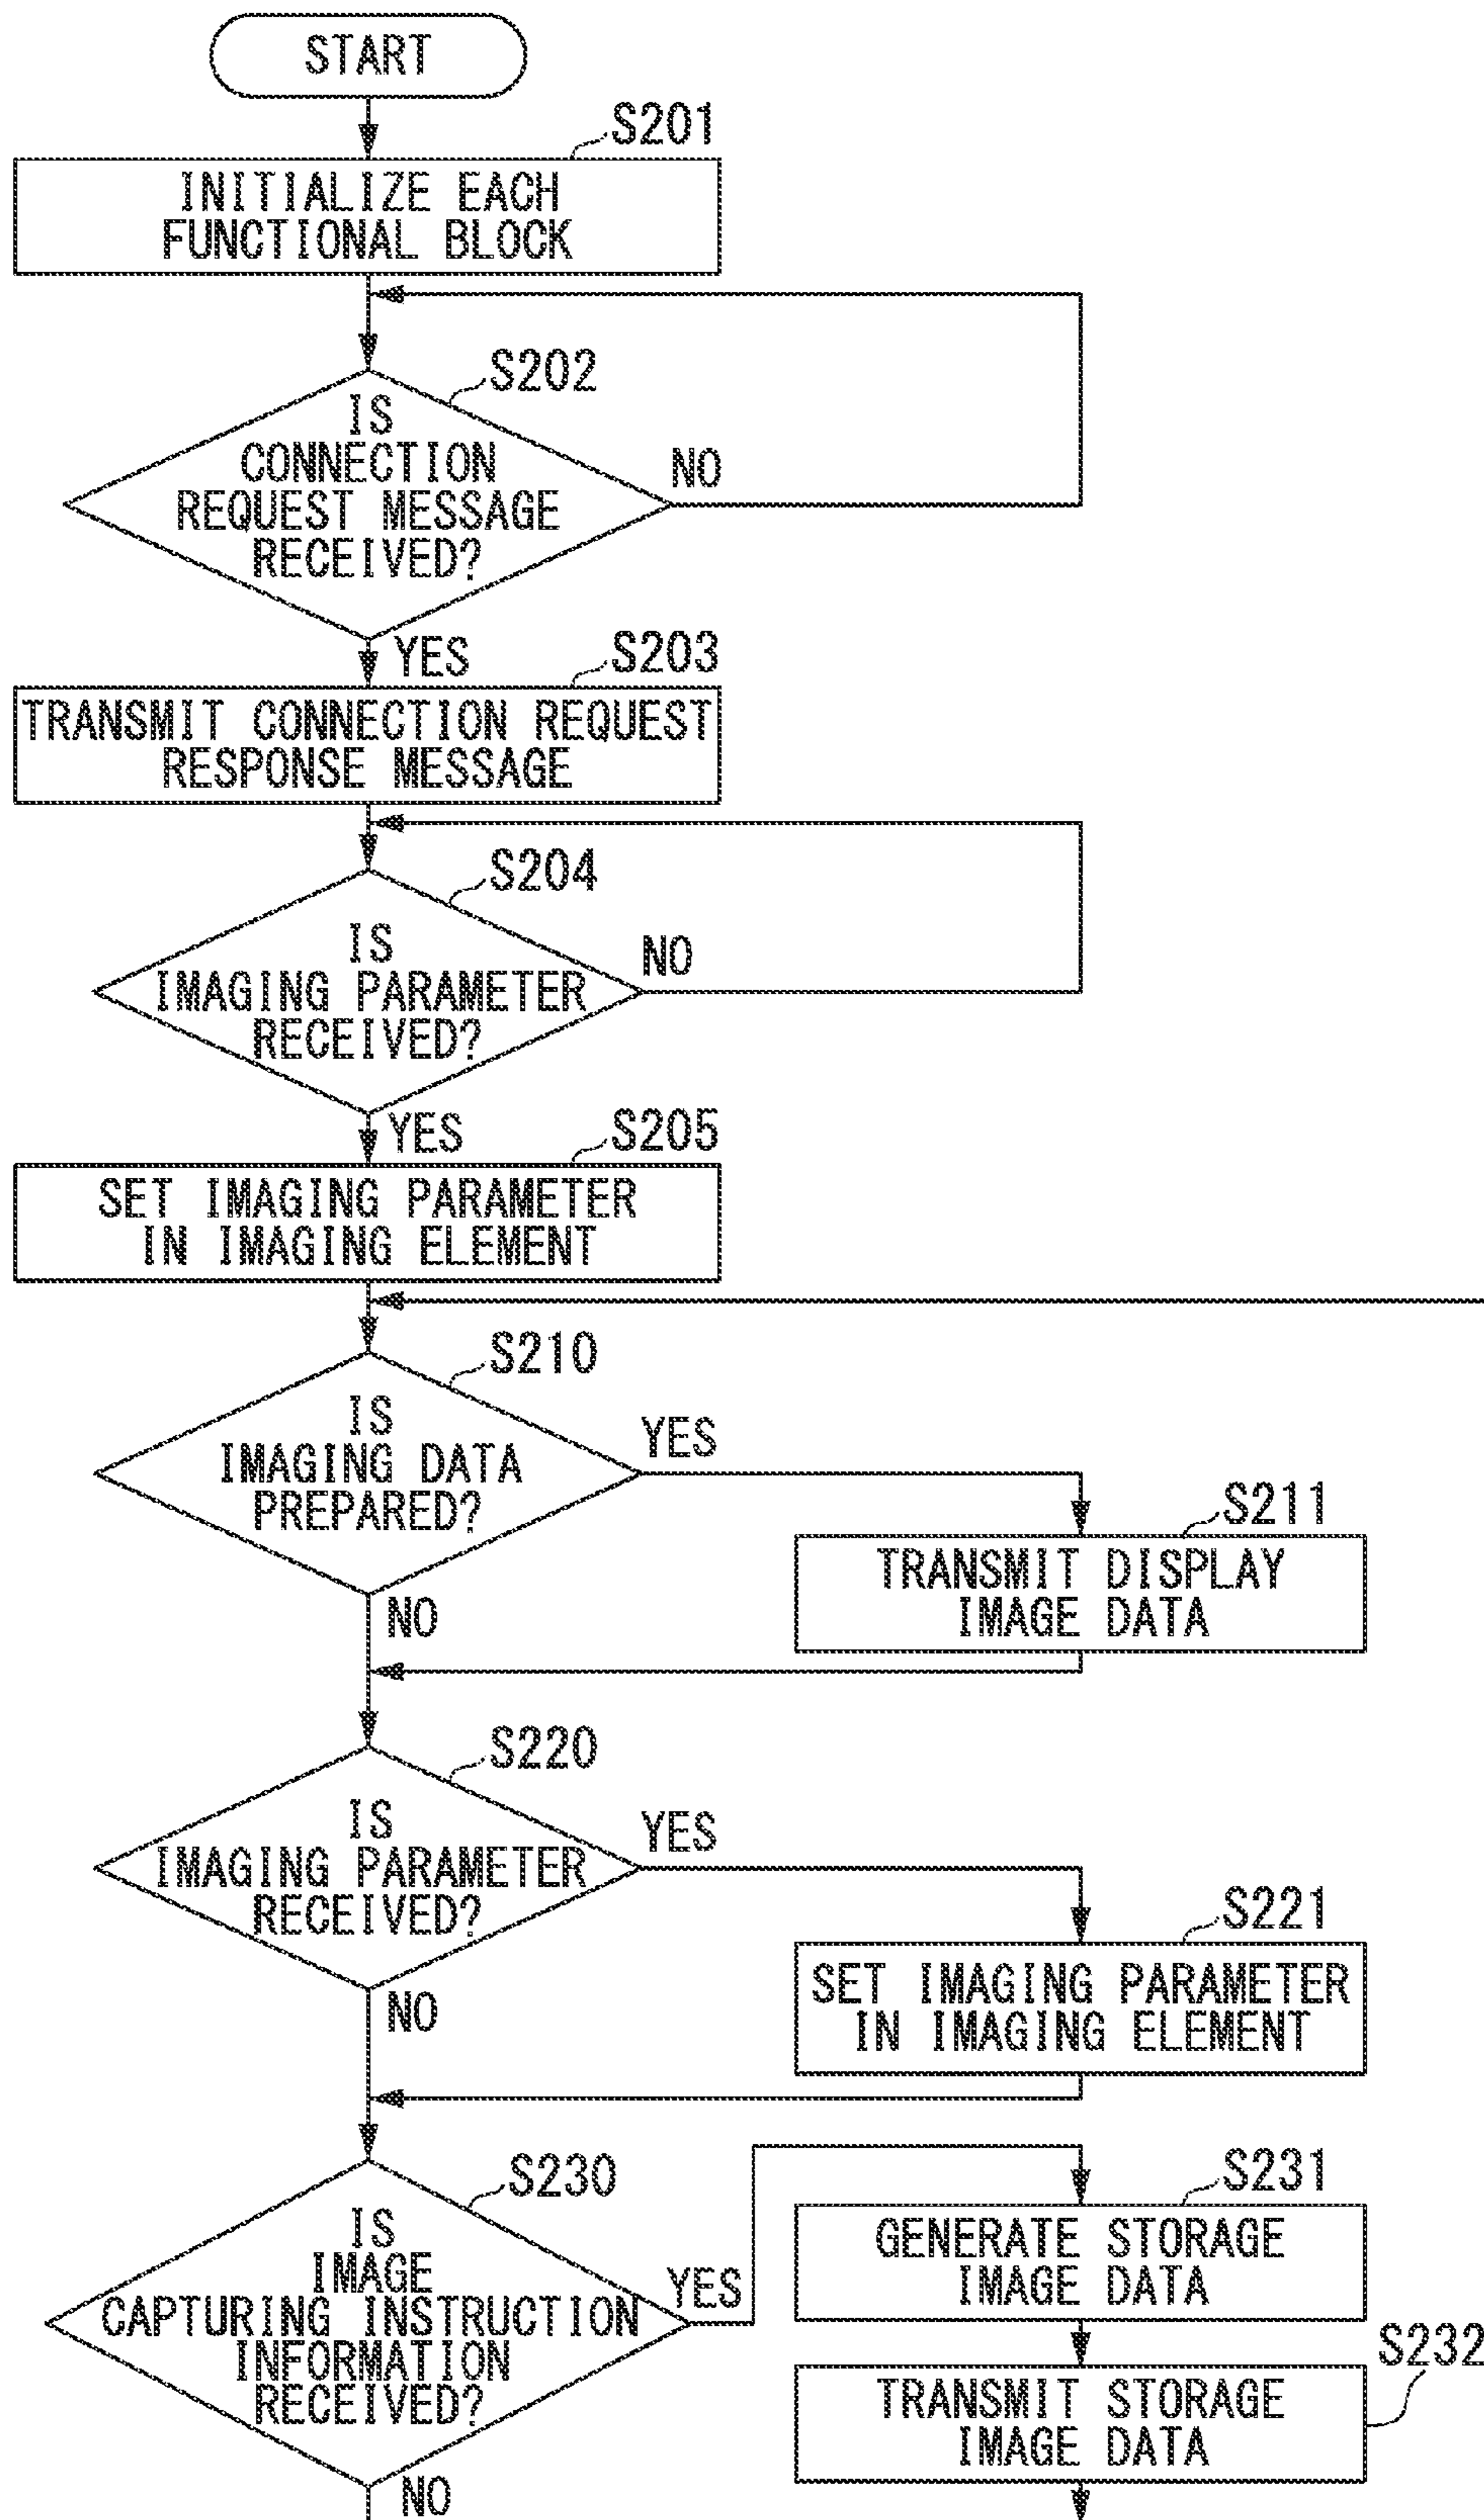 START
S201
INITIALIZE EACH
FUNCTIONAL BLOCK
S202
IS
CONNECTION
REQUEST MESSAGE
RECEIVED?
NO
YES
S203
TRANSMIT CONNECTION REQUEST
RESPONSE MESSAGE
S204
IS
IMAGING PARAMETER
RECEIVED?
NO
YES
S205
SET IMAGING PARAMETER
IN IMAGING ELEMENT
S210
IS
IMAGING DATA
PREPARED?
YES
NO
S211
TRANSMIT DISPLAY
IMAGE DATA
S220
IS
IMAGING PARAMETER
RECEIVED?
YES
NO
S221
SET IMAGING PARAMETER
IN IMAGING ELEMENT
S230
IS
IMAGE
CAPTURING INSTRUCTION
INFORMATION
RECEIVED?
YES
NO
S231
GENERATE STORAGE
IMAGE DATA
S232
TRANSMIT STORAGE
IMAGE DATA